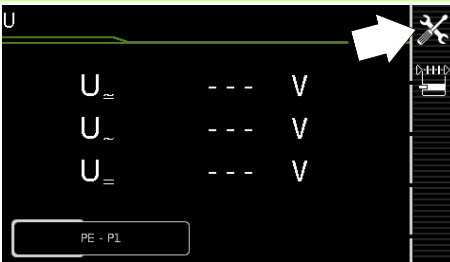 U
U≃ --- V
U~ --- V
U= --- V
PE - P1